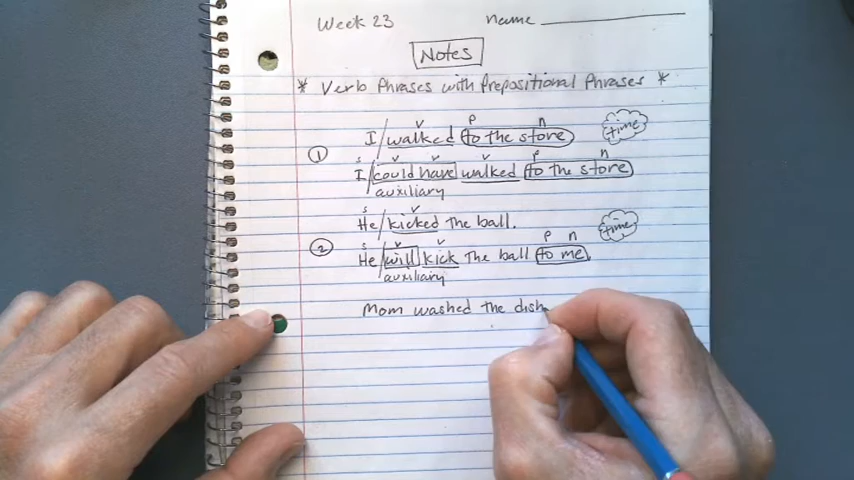 Week 23 name
Notes
* Verb Phrases with Prepositional Phrases *
v p n
I/walked to the store time
①
s v v v p n
I/could have walked to the store
auxiliary
s v
He/kicked the ball. time
②
s v v p n
He/will kick the ball to me.
auxiliary
Mom washed the dish